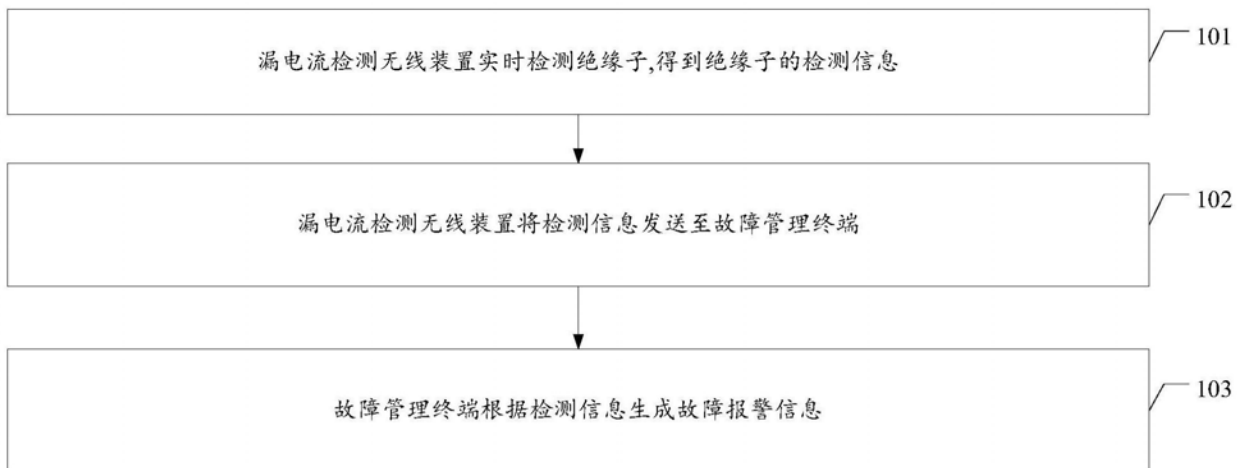 漏电流检测无线装置实时检测绝缘子,得到绝缘子的检测信息
101
漏电流检测无线装置将检测信息发送至故障管理终端
102
故障管理终端根据检测信息生成故障报警信息
103